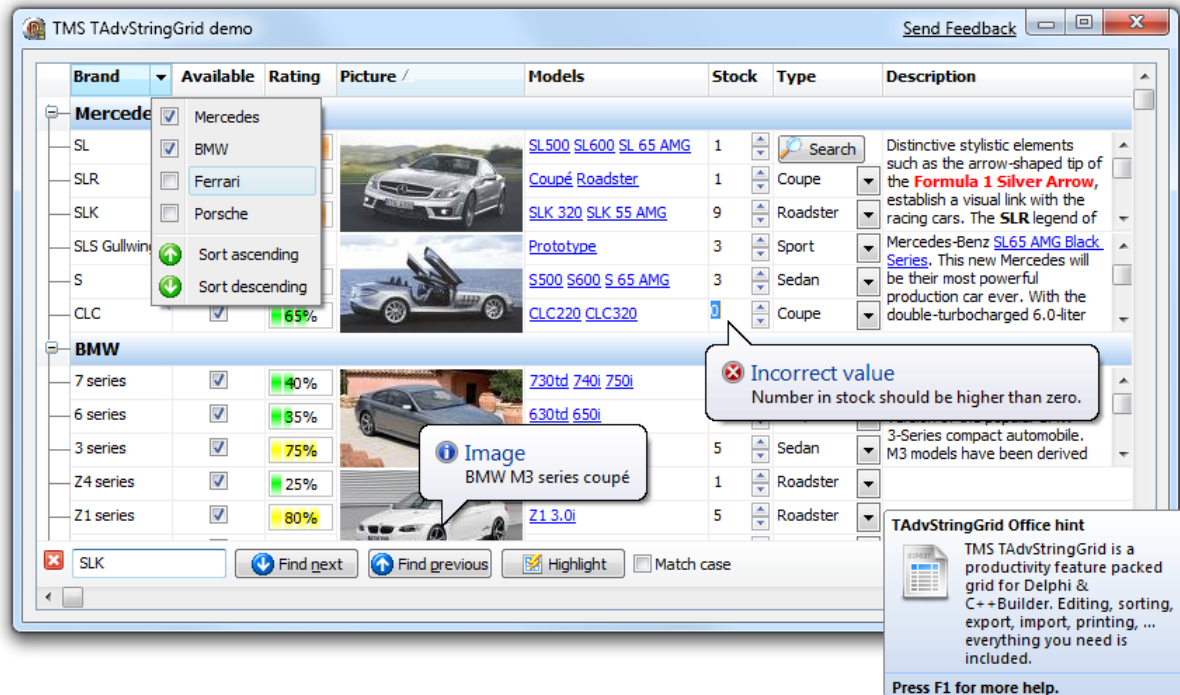 TMS TAdvStringGrid demo
Send Feedback
Brand Available Rating Picture Models Stock Type Description
Mercede
Mercedes
BMW
Ferrari
Porsche
Sort ascending
Sort descending
SL SL500 SL600 SL 65 AMG 1 Search
SLR Coupé Roadster 1 Coupe
SLK SLK 320 SLK 55 AMG 9 Roadster
Distinctive stylistic elements
such as the arrow-shaped tip of
the Formula 1 Silver Arrow,
establish a visual link with the
racing cars. The SLR legend of
SLS Gullwing Prototype 3 Sport
S S500 S600 S 65 AMG 3 Sedan
CLC 65% CLC220 CLC320 0 Coupe
Mercedes-Benz SL65 AMG Black
Series. This new Mercedes will
be their most powerful
production car ever. With the
double-turbocharged 6.0-liter
Incorrect value
Number in stock should be higher than zero.
BMW
7 series 40% 730td 740i 750i
6 series 35% 630td 650i
3 series 75% 5 Sedan
3-Series compact automobile.
M3 models have been derived
Image
BMW M3 series coupé
Z4 series 25% 1 Roadster
Z1 series 80% Z1 3.0i 5 Roadster
SLK Find next Find previous Highlight Match case
TAdvStringGrid Office hint
TMS TAdvStringGrid is a
productivity feature packed
grid for Delphi &
C++Builder. Editing, sorting,
export, import, printing, ...
everything you need is
included.
Press F1 for more help.